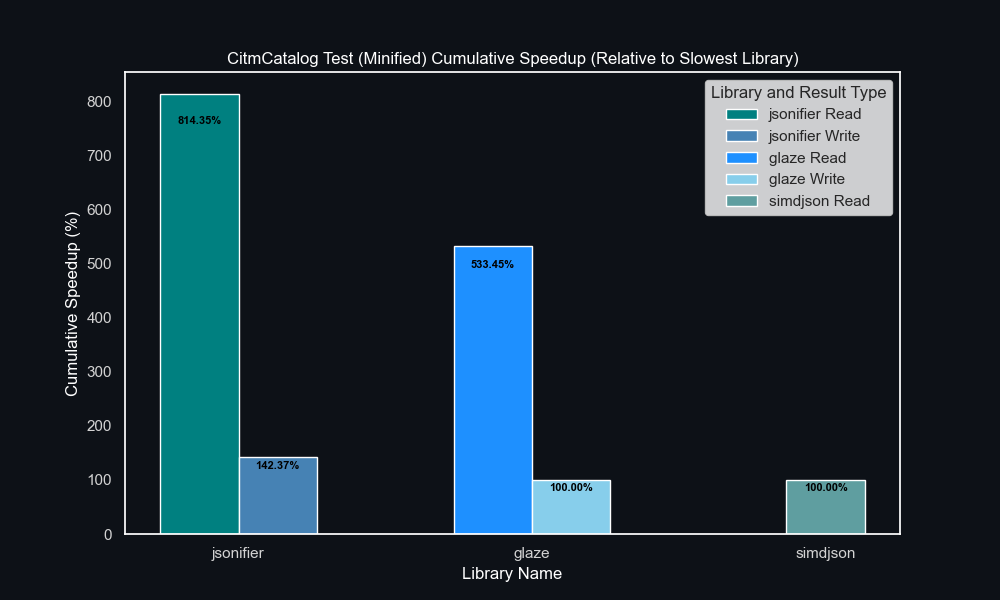 CitmCatalog Test (Minified) Cumulative Speedup (Relative to Slowest Library)
Library and Result Type
jsonifier Read
jsonifier Write
glaze Read
glaze Write
simdjson Read
Cumulative Speedup (%)
800
700
600
500
400
300
200
100
0
814.35%
142.37%
533.45%
100.00%
100.00%
jsonifier
glaze
simdjson
Library Name